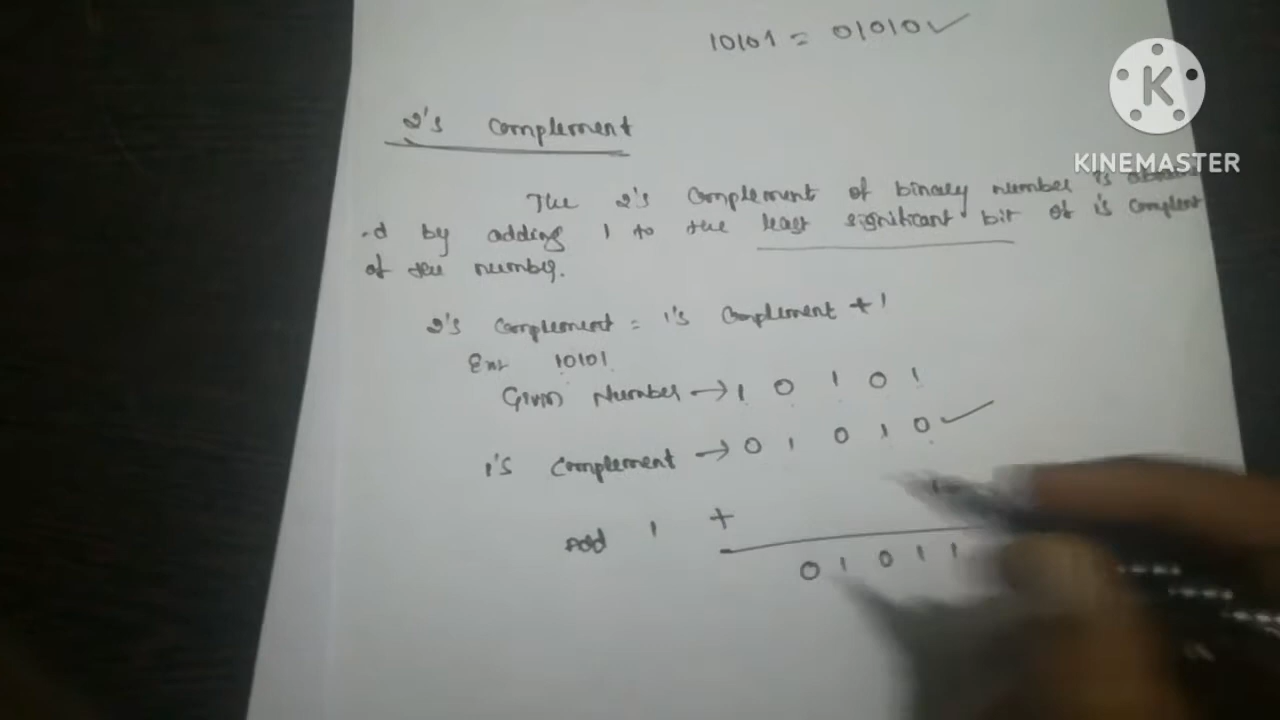 10101 = 01010 ✓
KINEMASTER
2's complement
The 2's complement of binary number is
-d by adding 1 to the least significant bit of 1's complent
of the number.
2's complement = 1's complement + 1
Ex: 10101
Given Number → 1 0 1 0 1
1's complement → 0 1 0 1 0 ✓
Add 1 + 1
0 1 0 1 1